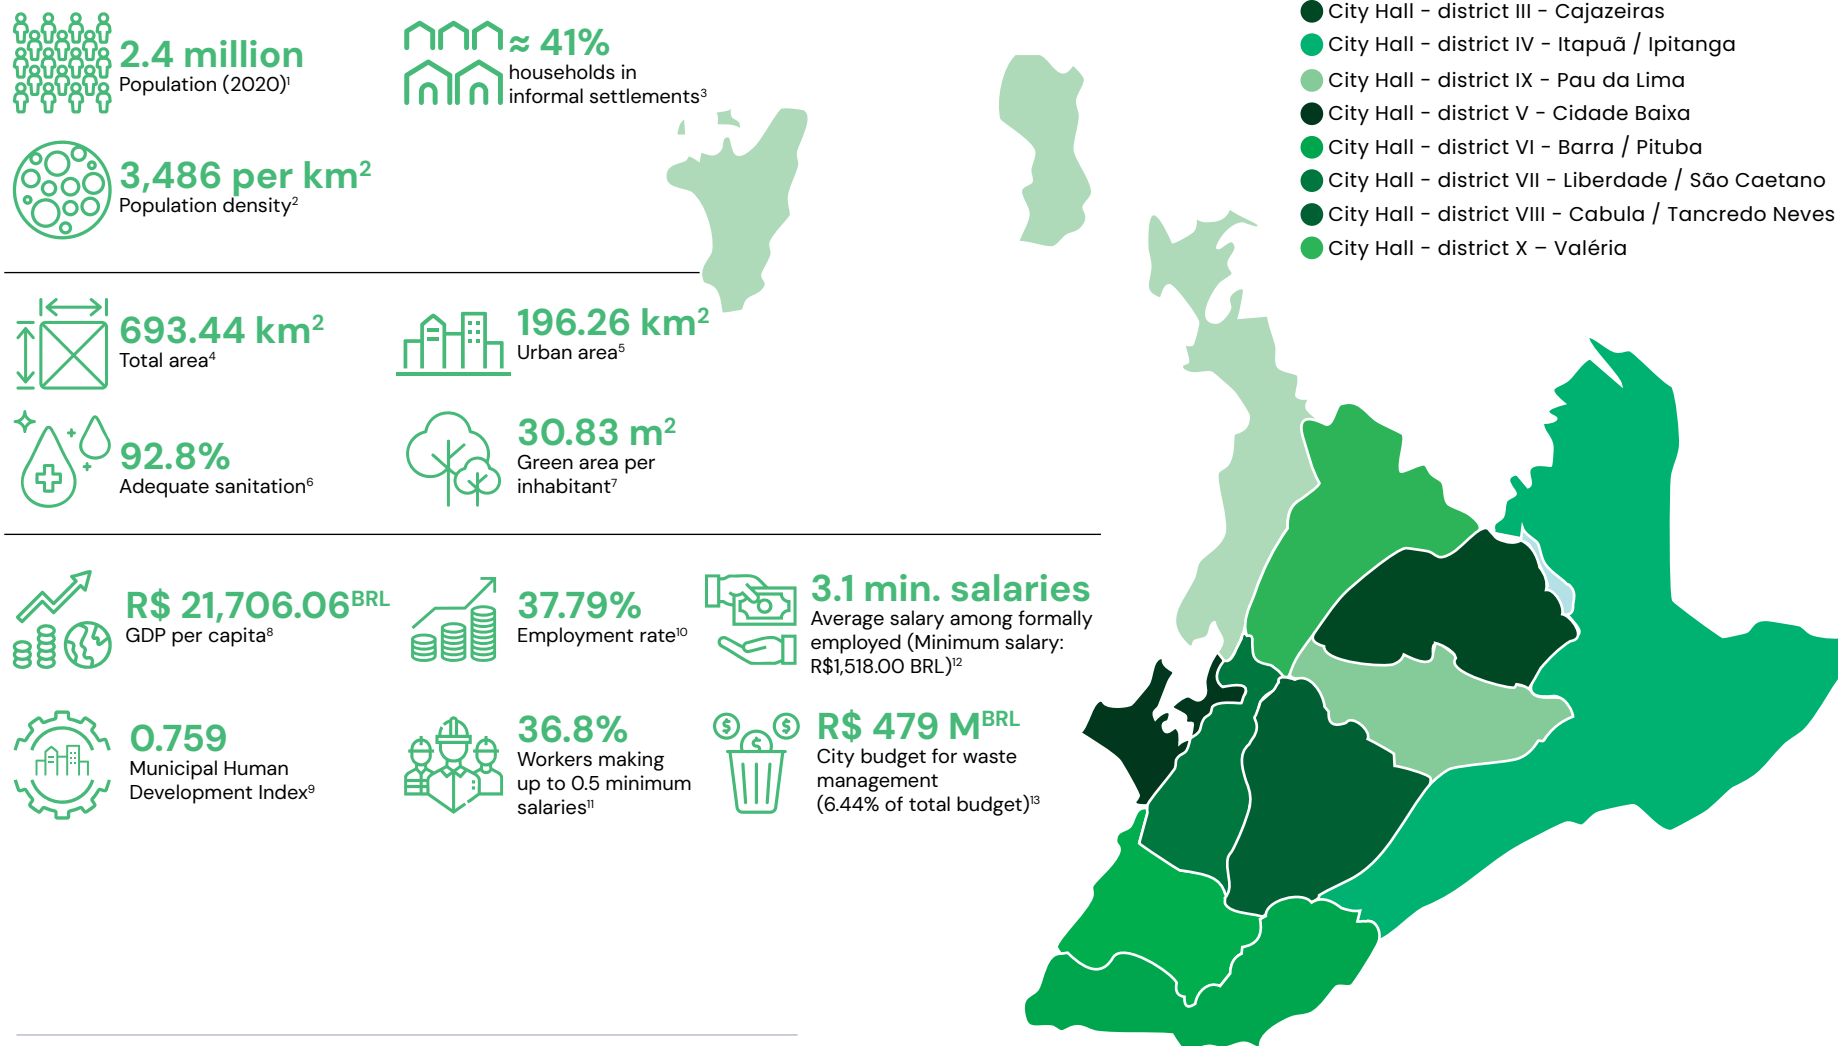 2.4 million
Population (2020)¹
≈ 41%
households in
informal settlements³
3,486 per km²
Population density²
693.44 km²
Total area⁴
196.26 km²
Urban area⁵
92.8%
Adequate sanitation⁶
30.83 m²
Green area per
inhabitant⁷
R$ 21,706.06 BRL
GDP per capita⁸
37.79%
Employment rate¹⁰
3.1 min. salaries
Average salary among formally
employed (Minimum salary:
R$1,518.00 BRL)¹²
0.759
Municipal Human
Development Index⁹
36.8%
Workers making
up to 0.5 minimum
salaries¹¹
R$ 479 M BRL
City budget for waste
management
(6.44% of total budget)¹³
City Hall - district III - Cajazeiras
City Hall - district IV - Itapuã / Ipitanga
City Hall - district IX - Pau da Lima
City Hall - district V - Cidade Baixa
City Hall - district VI - Barra / Pituba
City Hall - district VII - Liberdade / São Caetano
City Hall - district VIII - Cabula / Tancredo Neves
City Hall - district X – Valéria